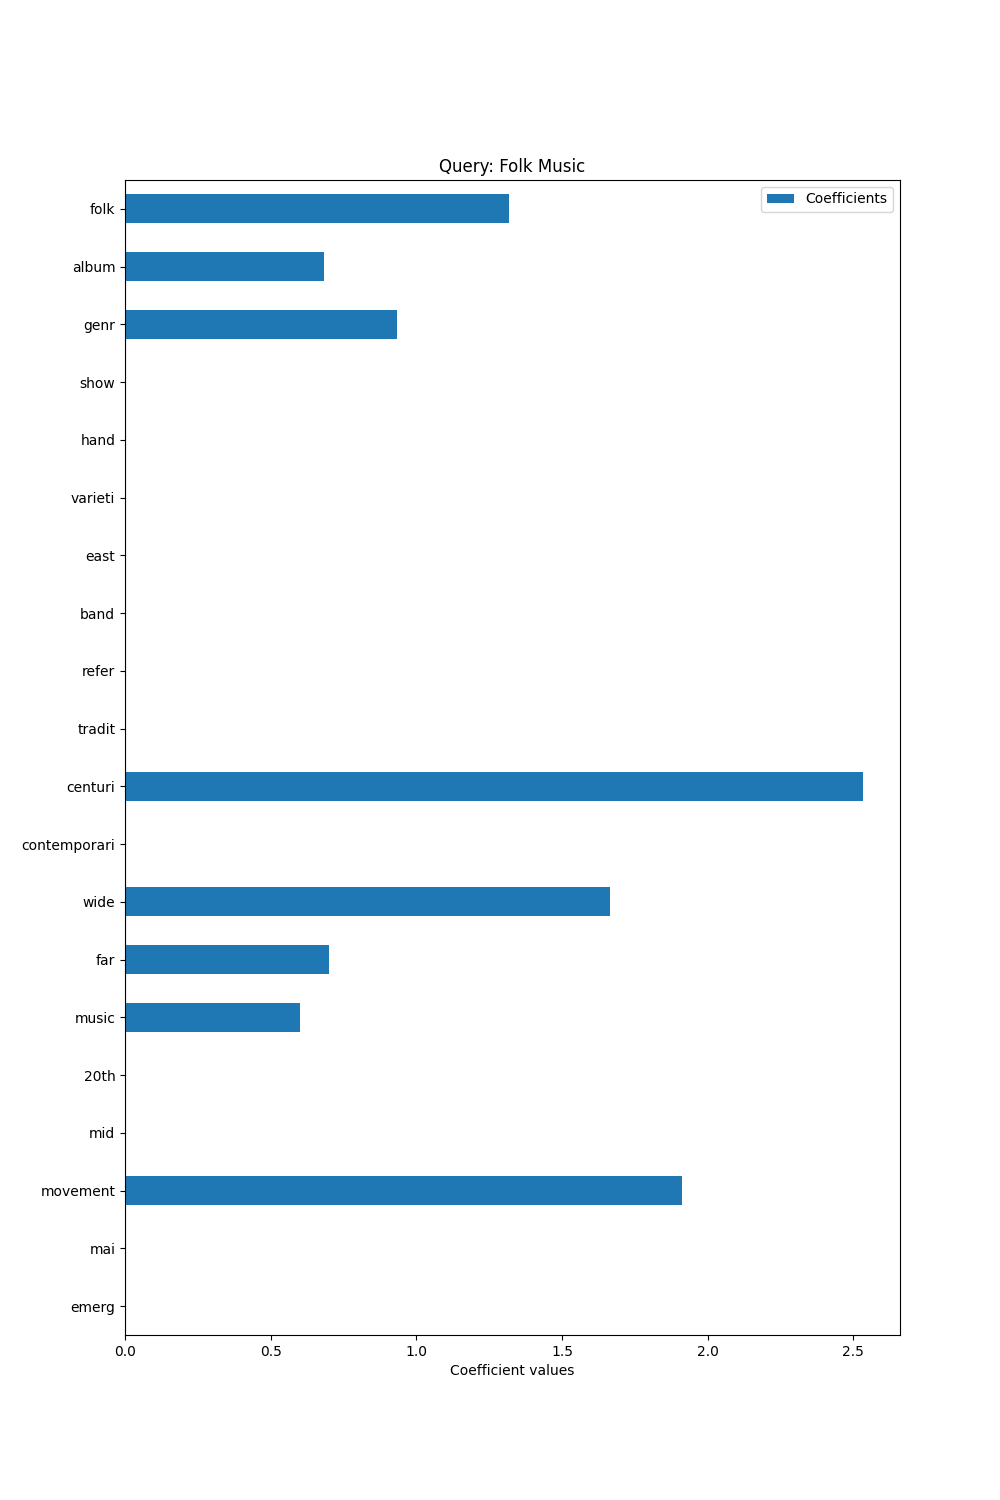 Query: Folk Music
Coefficients
folk
album
genr
show
hand
varieti
east
band
refer
tradit
centuri
contemporari
wide
far
music
20th
mid
movement
mai
emerg
0.0 0.5 1.0 1.5 2.0 2.5
Coefficient values